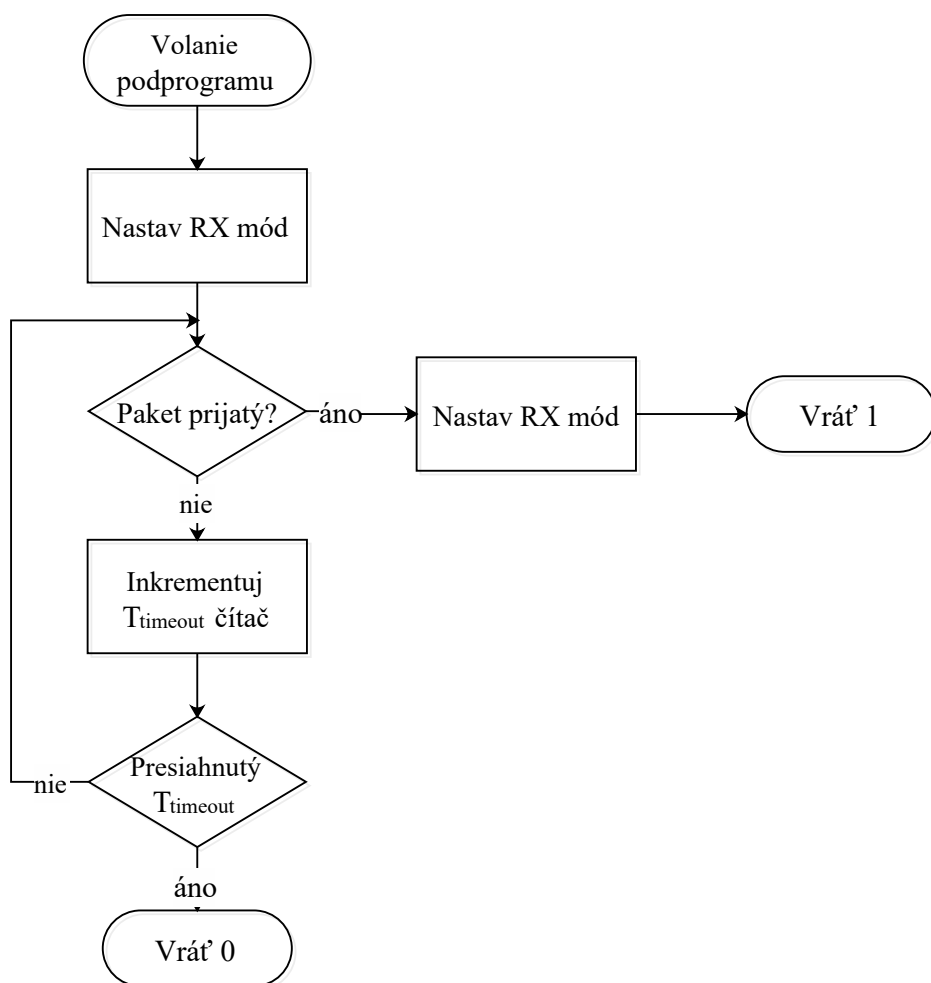 Volanie
podprogramu
Nastav RX mód
Paket prijatý?
áno
Nastav RX mód
Vráť 1
nie
Inkrementuj
Ttimeout čítač
Presiahnutý
Ttimeout
nie
áno
Vráť 0